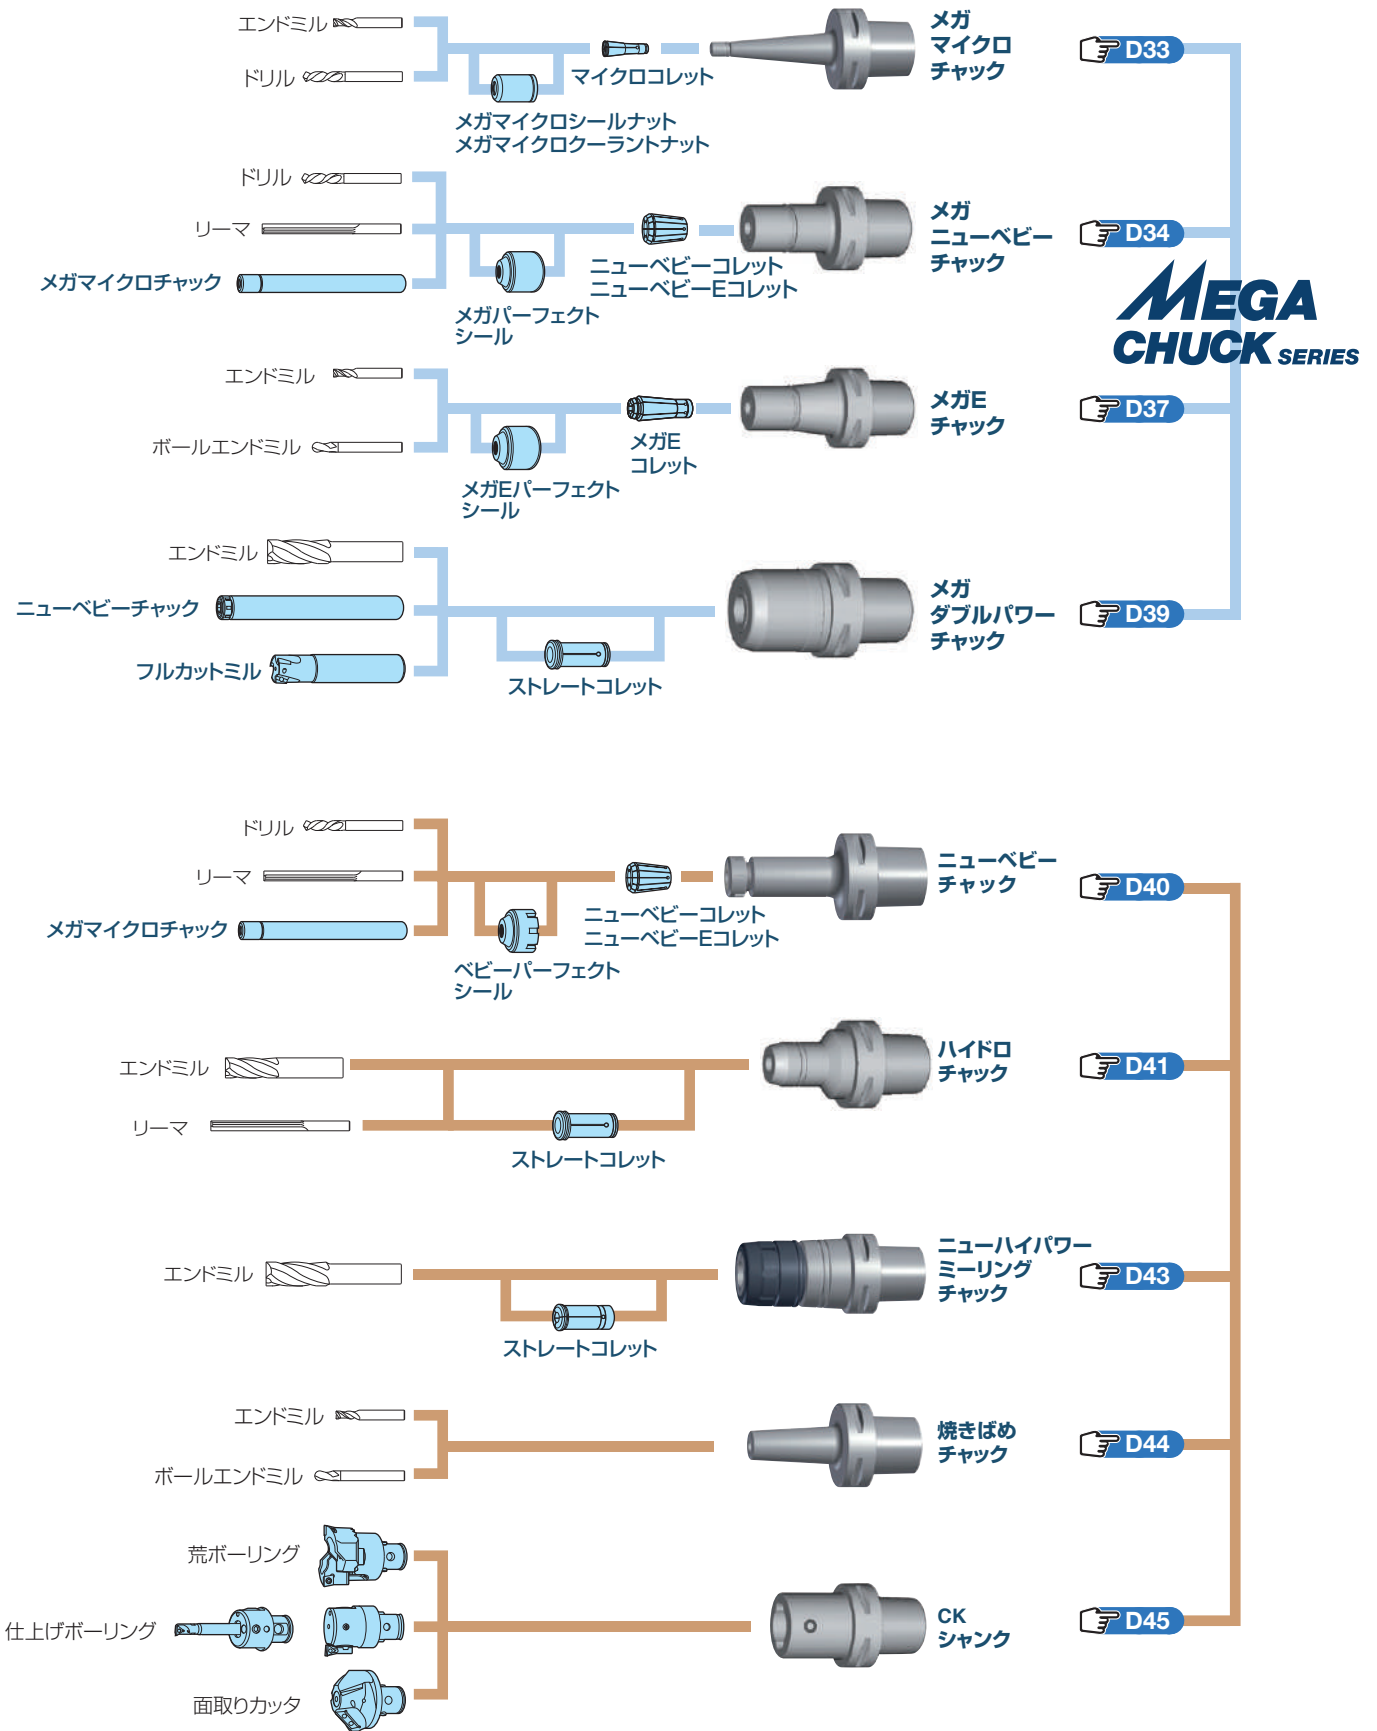 エンドミル
ドリル
マイクロコレット
メガマイクロシールナット
メガマイクロクーラントナット
メガ
マイクロ
チャック
D33
ドリル
リーマ
メガマイクロチャック
メガパーフェクト
シール
ニューベビーコレット
ニューベビーEコレット
メガ
ニューベビー
チャック
D34
MEGA
CHUCK SERIES
エンドミル
ボールエンドミル
メガEパーフェクト
シール
メガE
コレット
メガE
チャック
D37
エンドミル
ニューベビーチャック
フルカットミル
ストレートコレット
メガ
ダブルパワー
チャック
D39
ドリル
リーマ
メガマイクロチャック
ベビーパーフェクト
シール
ニューベビーコレット
ニューベビーEコレット
ニューベビー
チャック
D40
エンドミル
リーマ
ストレートコレット
ハイドロ
チャック
D41
エンドミル
ストレートコレット
ニューハイパワー
ミーリング
チャック
D43
エンドミル
ボールエンドミル
焼きばめ
チャック
D44
荒ボーリング
仕上げボーリング
面取りカッタ
CK
シャンク
D45